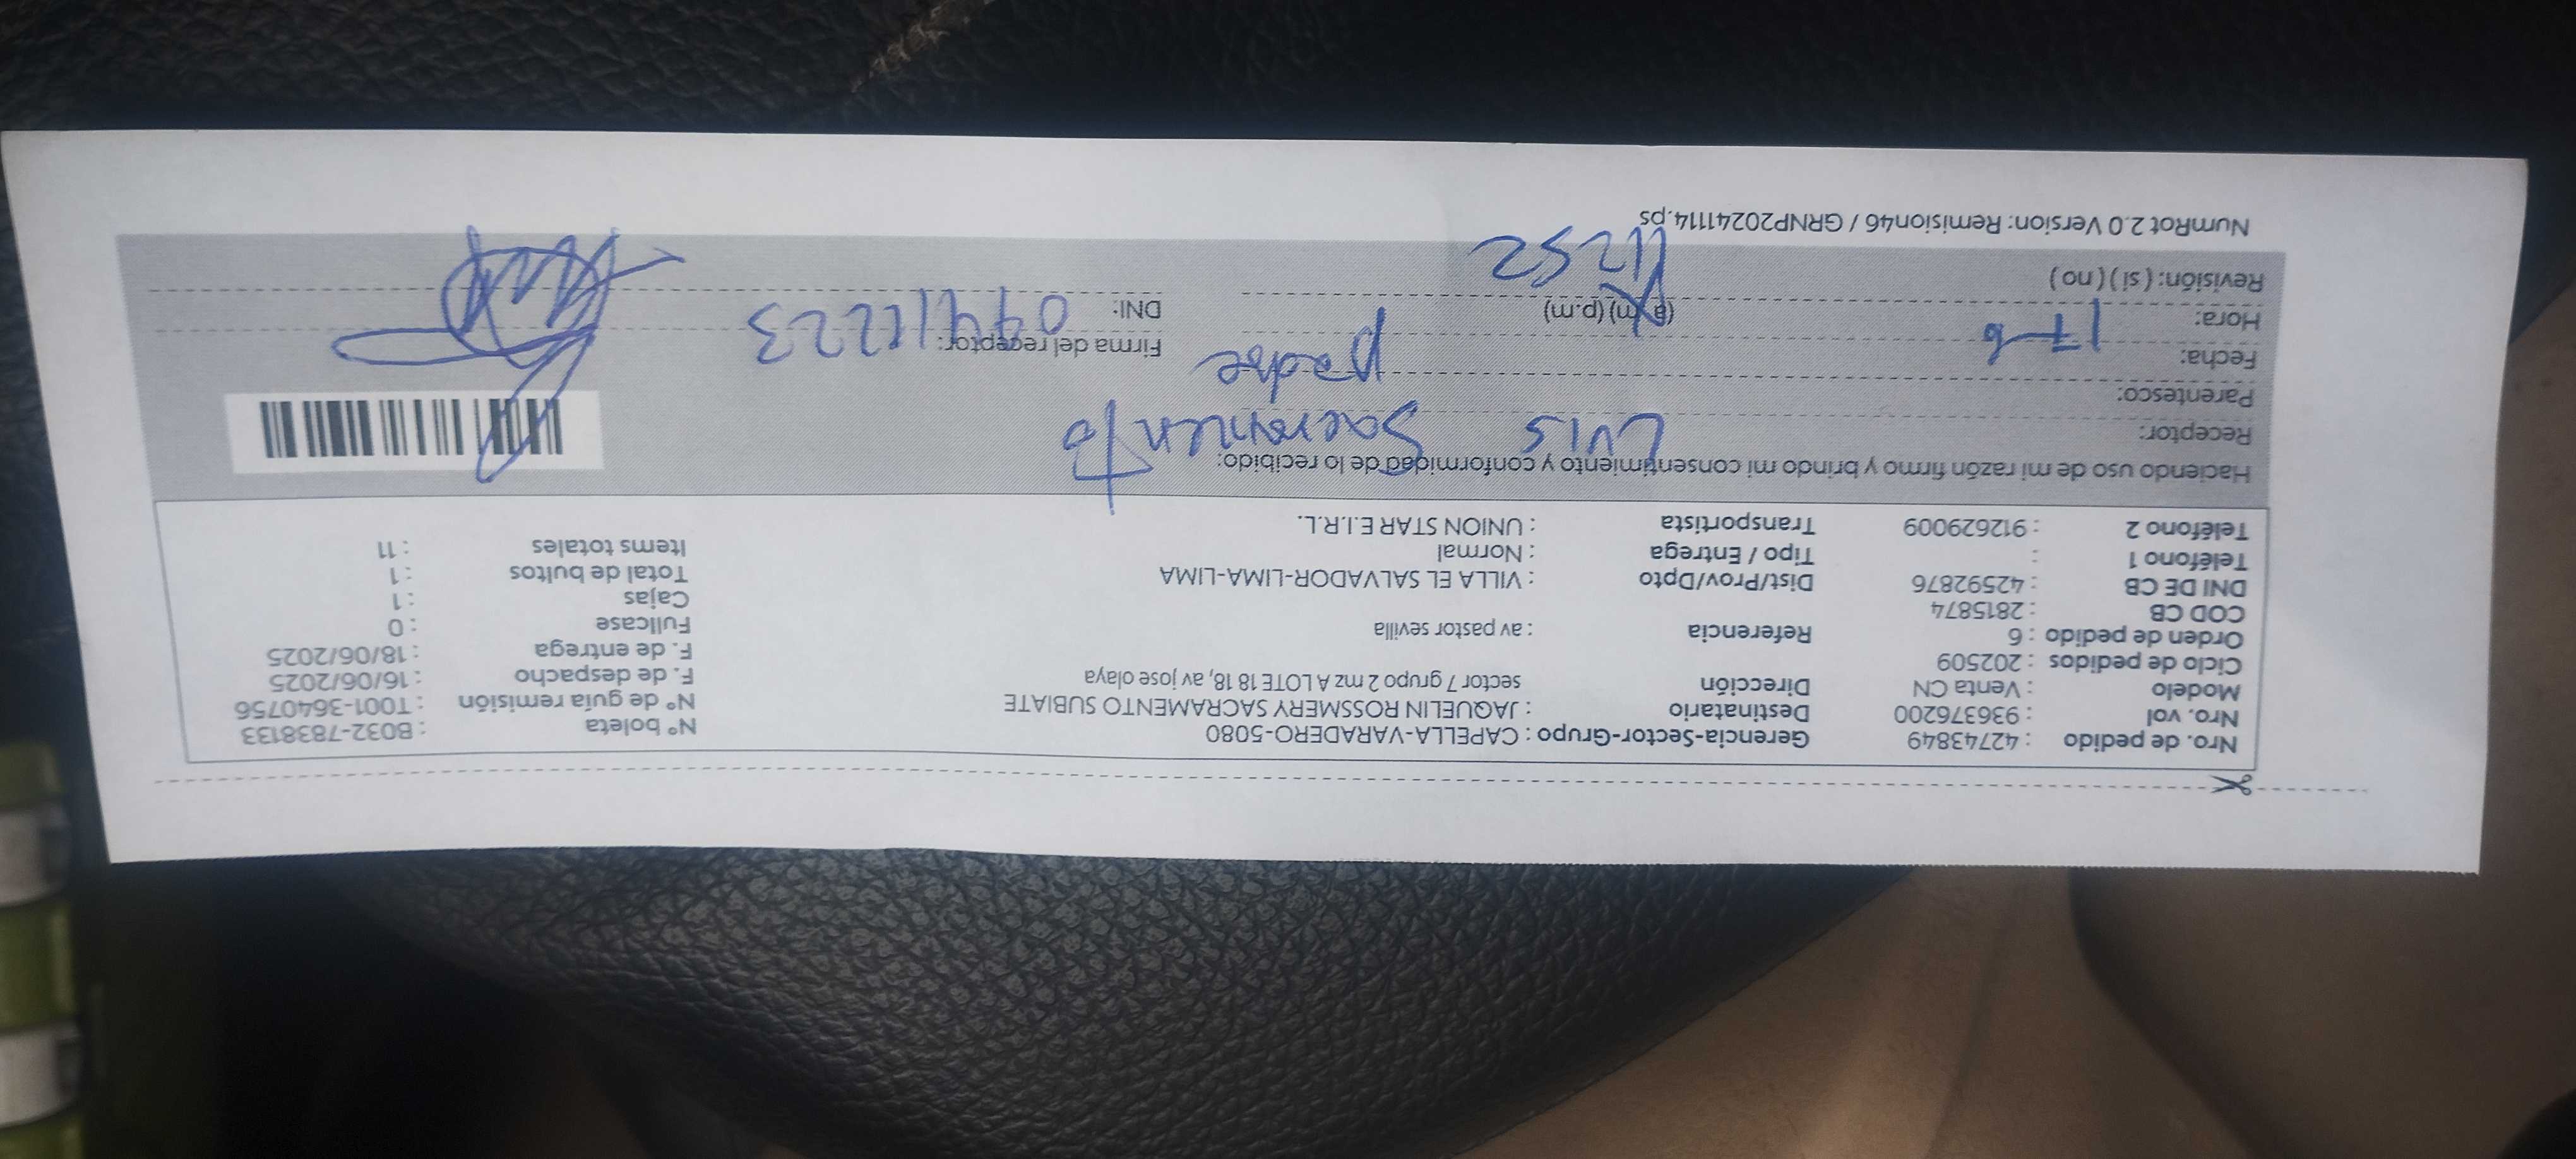 Nro. de pedido : 42743849 Gerencia-Sector-Grupo : CAPELLA-VARADERO-5080 N° boleta : B032-7838133
Nro. vol : 936376200 Destinatario : JAQUELIN ROSSMERY SACRAMENTO SUBIATE N° de guía remisión : T001-3640756
Modelo : Venta CN Dirección sector 7 grupo 2 mz A LOTE 18 18, av jose olaya F. de despacho : 16/06/2025
Ciclo de pedidos : 202509 F. de entrega : 18/06/2025
Orden de pedido : 6 Referencia : av pastor sevilla Fullcase : 0
COD CB : 2815874 Cajas : 1
DNI DE CB : 42592876 Dist/Prov/Dpto : VILLA EL SALVADOR-LIMA-LIMA Total de bultos : 1
Teléfono 1 : Tipo / Entrega : Normal Items totales : 11
Teléfono 2 : 912629009 Transportista : UNION STAR E.I.R.L.
Haciendo uso de mi razón firmo y brindo mi consentimiento y conformidad de lo recibido:
Receptor: Luis Sacramento
Parentesco: padre
Fecha: 17-6 Firma del receptor:
Hora: (a.m) (p.m) DNI:
Revisión: ( si ) ( no )
NumRot 2.0 Version: Remision46 / GRNP20241114.ps